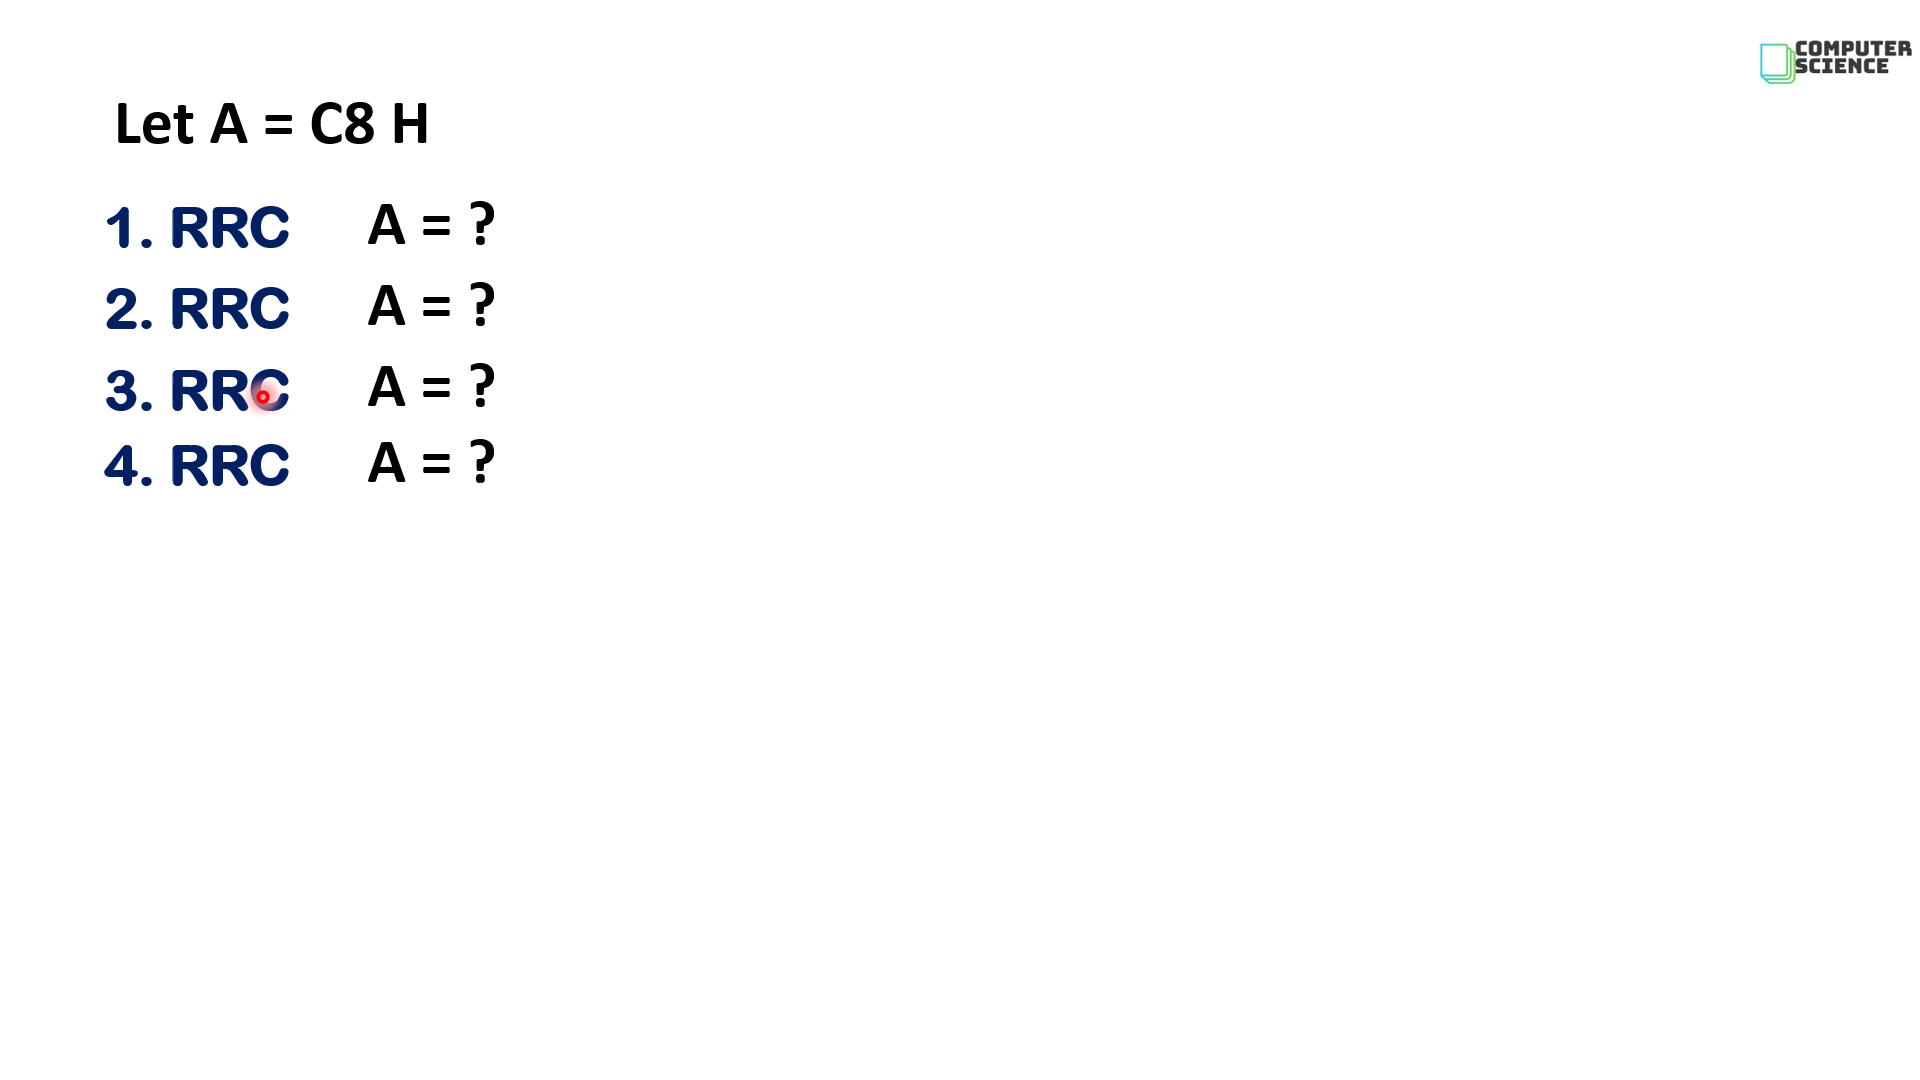 COMPUTER
SCIENCE
Let A = C8 H
1. RRC A = ?
2. RRC A = ?
3. RRC A = ?
4. RRC A = ?